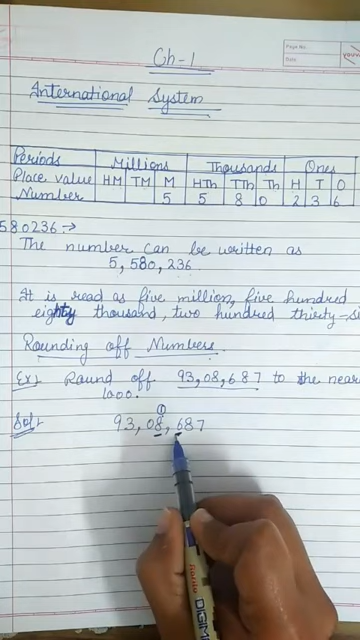 Page No.
Date
Ch-1
International System
Periods Millions Thousands Ones
Place value HM TM M HTh TTh Th H T O
Number 5 5 8 0 2 3 6
580236:→
The number can be written as
5,580,236
It is read as five million, five hundred
eighty thousand, two hundred thirty-si
Rounding off Numbers.
Ex:) Round off 93,08,687 to the near
1000.
1
Sol:) 93,08,687
DIGIM